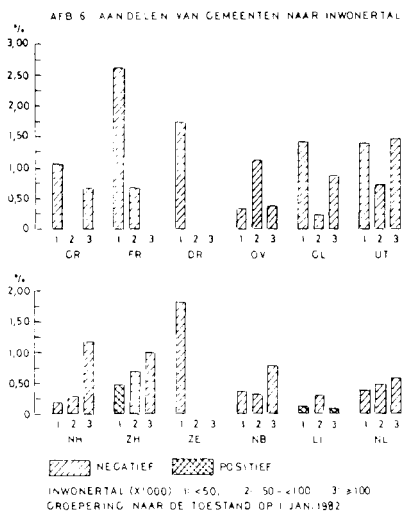 AFB 6 AANDELEN VAN GEMEENTEN NAAR INWONERTAL
%
3,00
2,50
2,00
1,50
1,00
0,50
0
1 2 3 1 2 3 1 2 3 1 2 3 1 2 3 1 2 3
GR FR DR OV GL UT
%
2,00
1,50
1,00
0,50
0
1 2 3 1 2 3 1 2 3 1 2 3 1 2 3 1 2 3
NH ZH ZE NB LI NL
NEGATIEF POSITIEF
INWONERTAL (X'000) 1: <50, 2: 50-<100 3: ≥100
GROEPERING NAAR DE TOESTAND OP 1 JAN. 1982